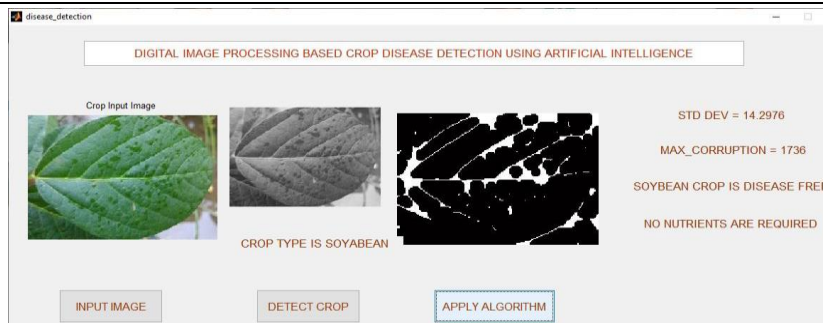 disease_detection
DIGITAL IMAGE PROCESSING BASED CROP DISEASE DETECTION USING ARTIFICIAL INTELLIGENCE
Crop Input Image
CROP TYPE IS SOYABEAN
STD DEV = 14.2976
MAX_CORRUPTION = 1736
SOYBEAN CROP IS DISEASE FREE
NO NUTRIENTS ARE REQUIRED
INPUT IMAGE
DETECT CROP
APPLY ALGORITHM